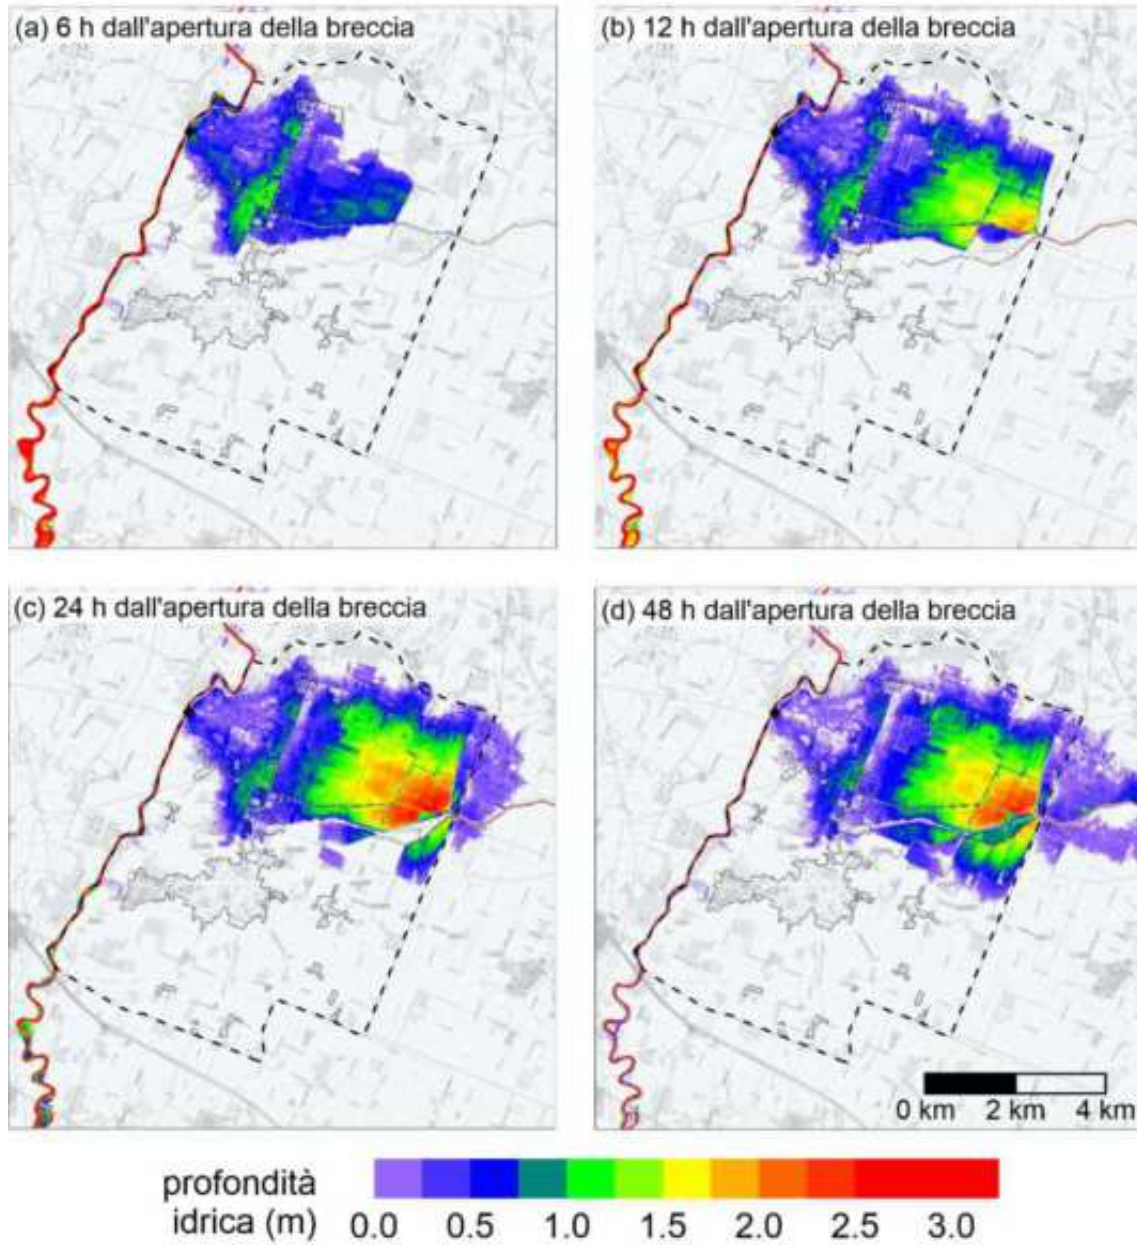 (a) 6 h dall'apertura della breccia
(b) 12 h dall'apertura della breccia
(c) 24 h dall'apertura della breccia
(d) 48 h dall'apertura della breccia
0 km 2 km 4 km
profondità
idrica (m)
0.0 0.5 1.0 1.5 2.0 2.5 3.0